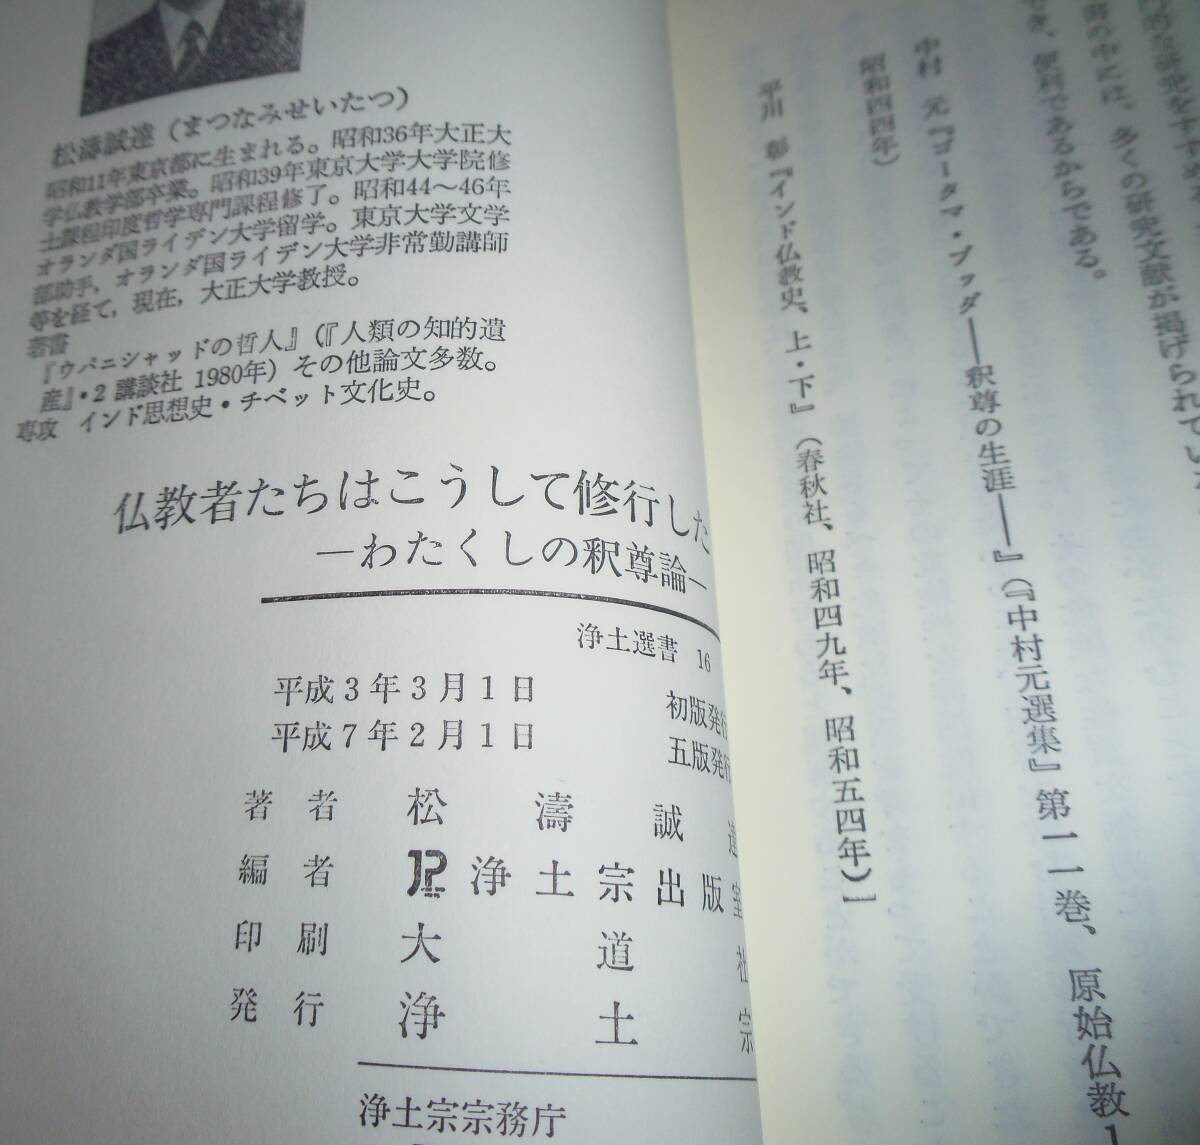 松濤誠達（まつなみせいたつ）
昭和11年東京都に生まれる。昭和36年大正大
学仏教学部卒業。昭和39年東京大学大学院修
士課程印度哲学専門課程修了。昭和44〜46年
オランダ国ライデン大学留学。東京大学文学
部助手，オランダ国ライデン大学非常勤講師
等を経て，現在，大正大学教授。
著書
『ウパニシャッドの哲人』（『人類の知的遺
産』・2 講談社 1980年）その他論文多数。
専攻 インド思想史・チベット文化史。
仏教者たちはこうして修行した
―わたくしの釈尊論―
浄土選書 16
平成3年3月1日 初版発行
平成7年2月1日 五版発行
著者 松濤誠達
編者 浄土宗出版室
印刷 大道社
発行 浄土宗
浄土宗宗務庁
的な研究をすすめ
書の中には、多くの研究文献が掲げられている
でき、便利であるからである。
中村 元『ゴータマ・ブッダ――釈尊の生涯――』（『中村元選集』第一一巻、原始仏教1
昭和四四年）
平川 彰『インド仏教史、上・下』（春秋社、昭和四九年、昭和五四年）］